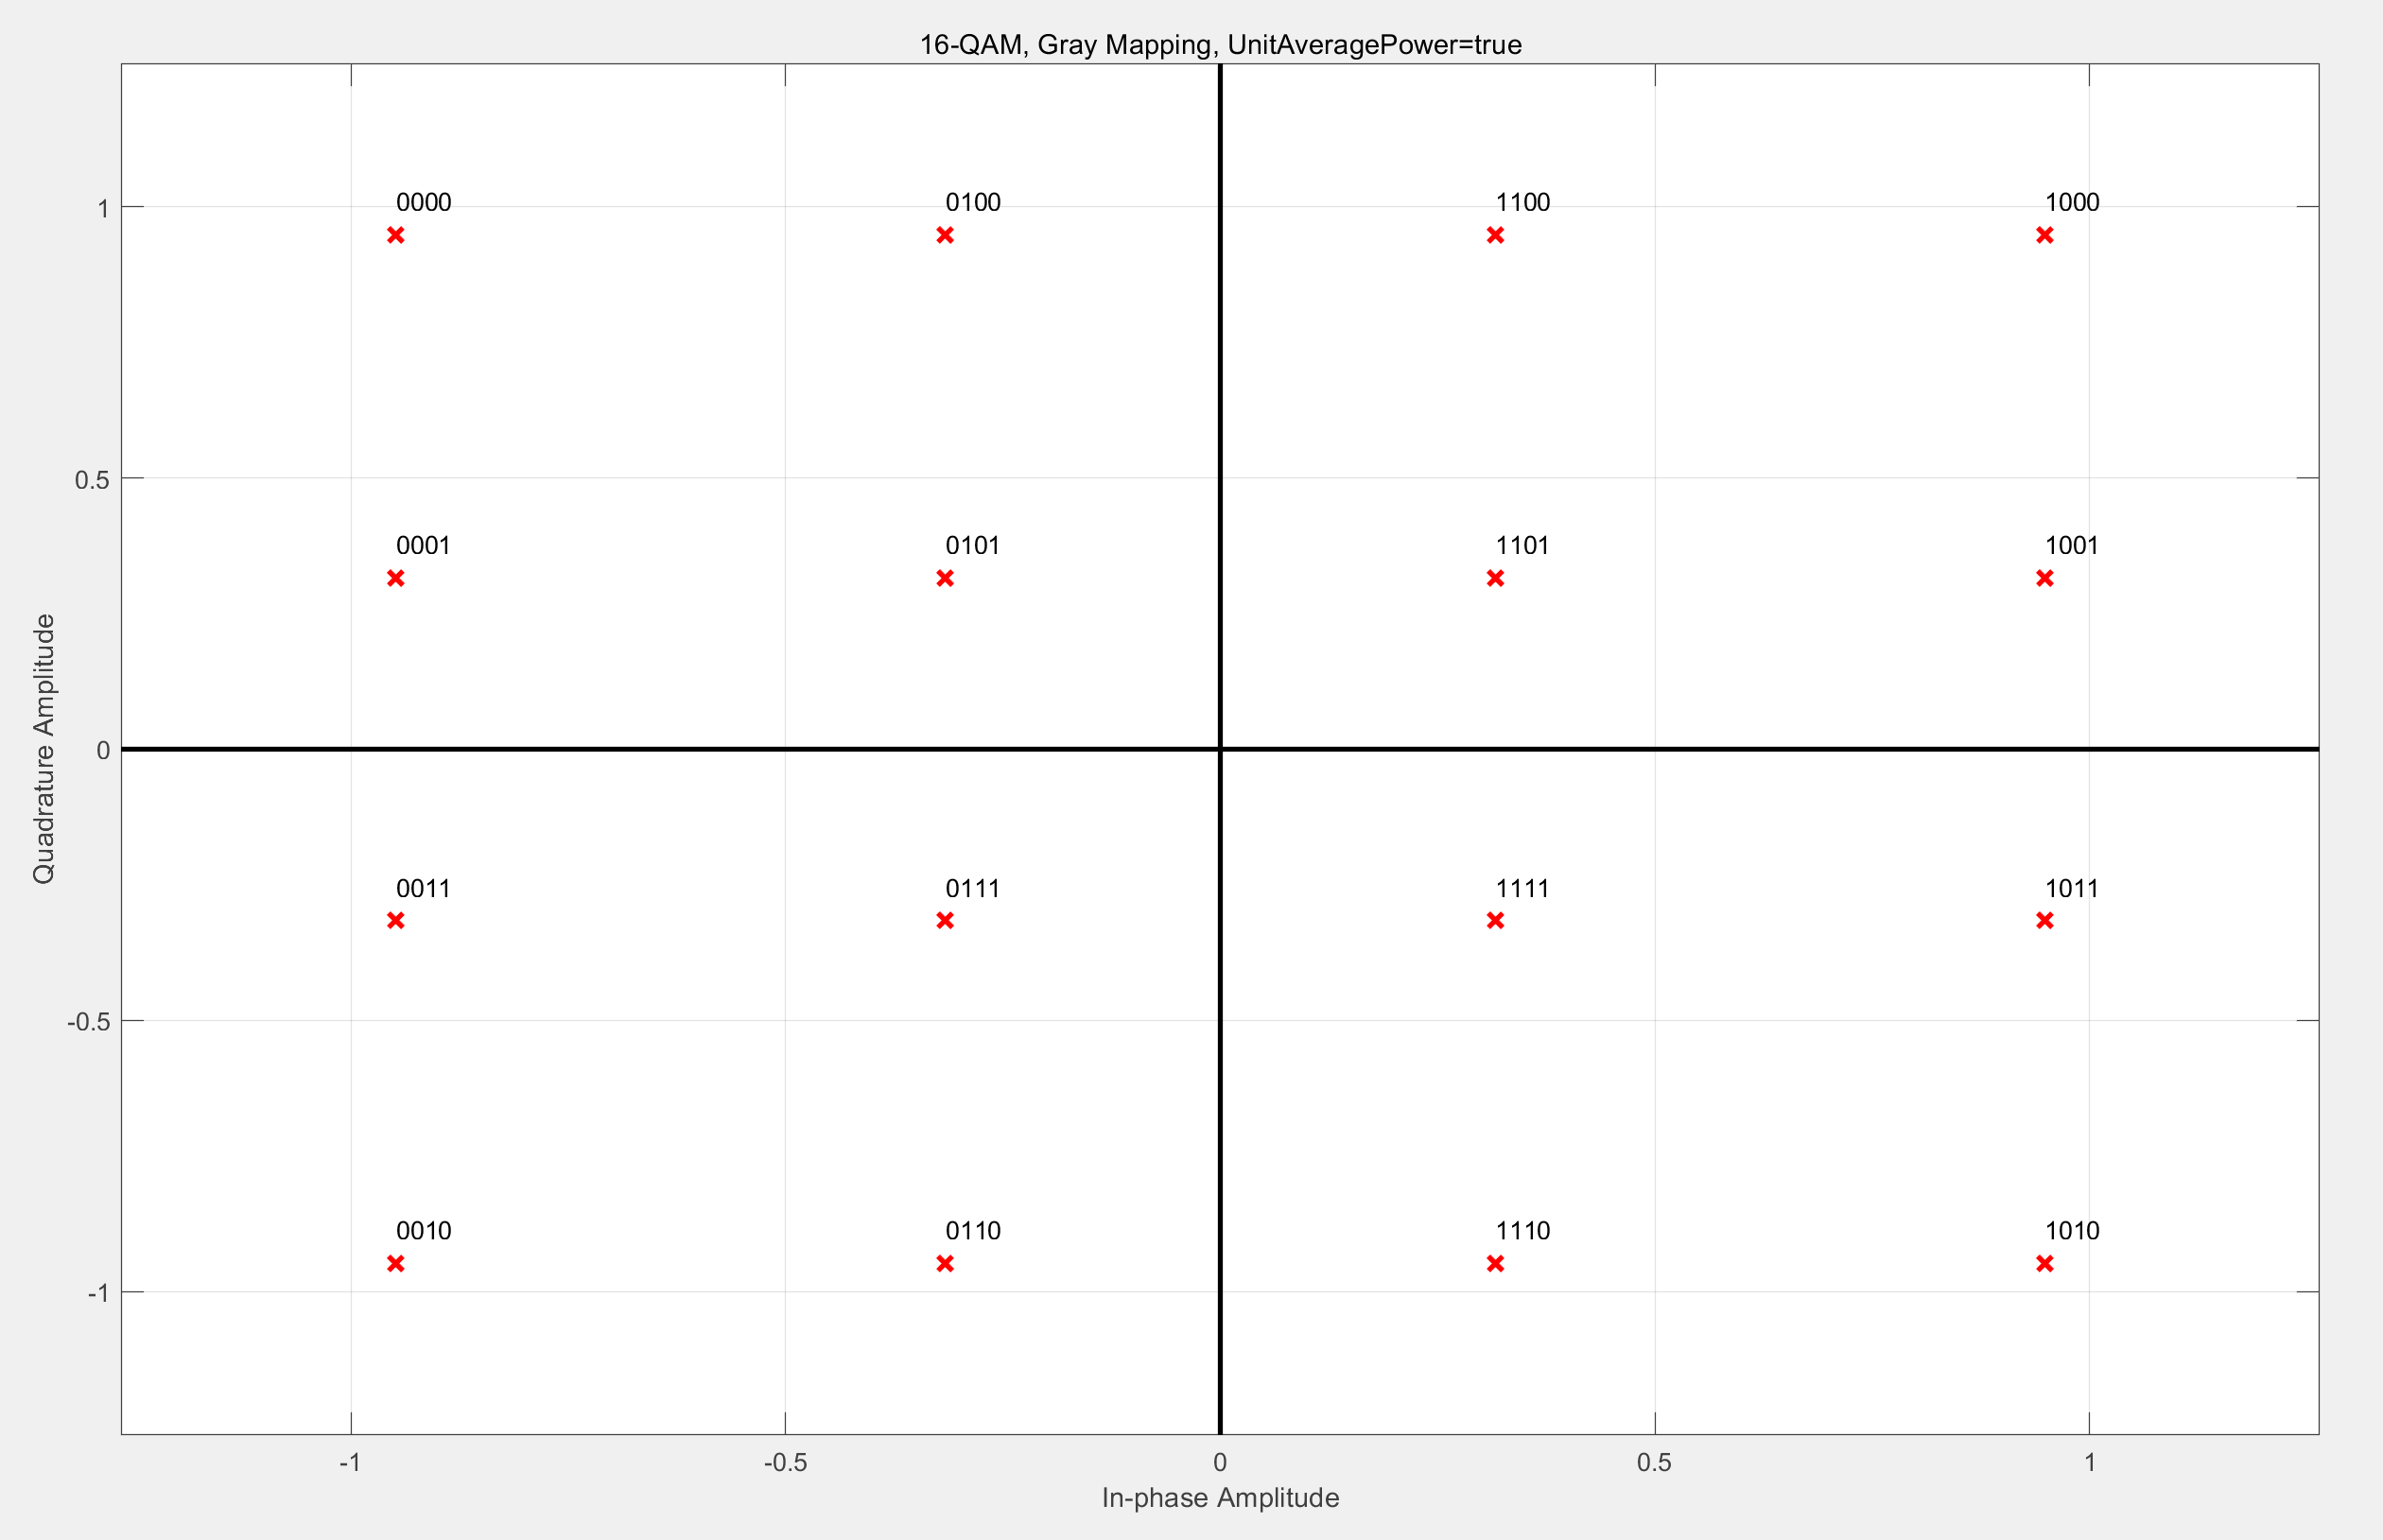 16-QAM, Gray Mapping, UnitAveragePower=true
1
0000 0100 1100 1000
0.5
0001 0101 1101 1001
Quadrature Amplitude
0
0011 0111 1111 1011
-0.5
0010 0110 1110 1010
-1
-1 -0.5 0 0.5 1
In-phase Amplitude